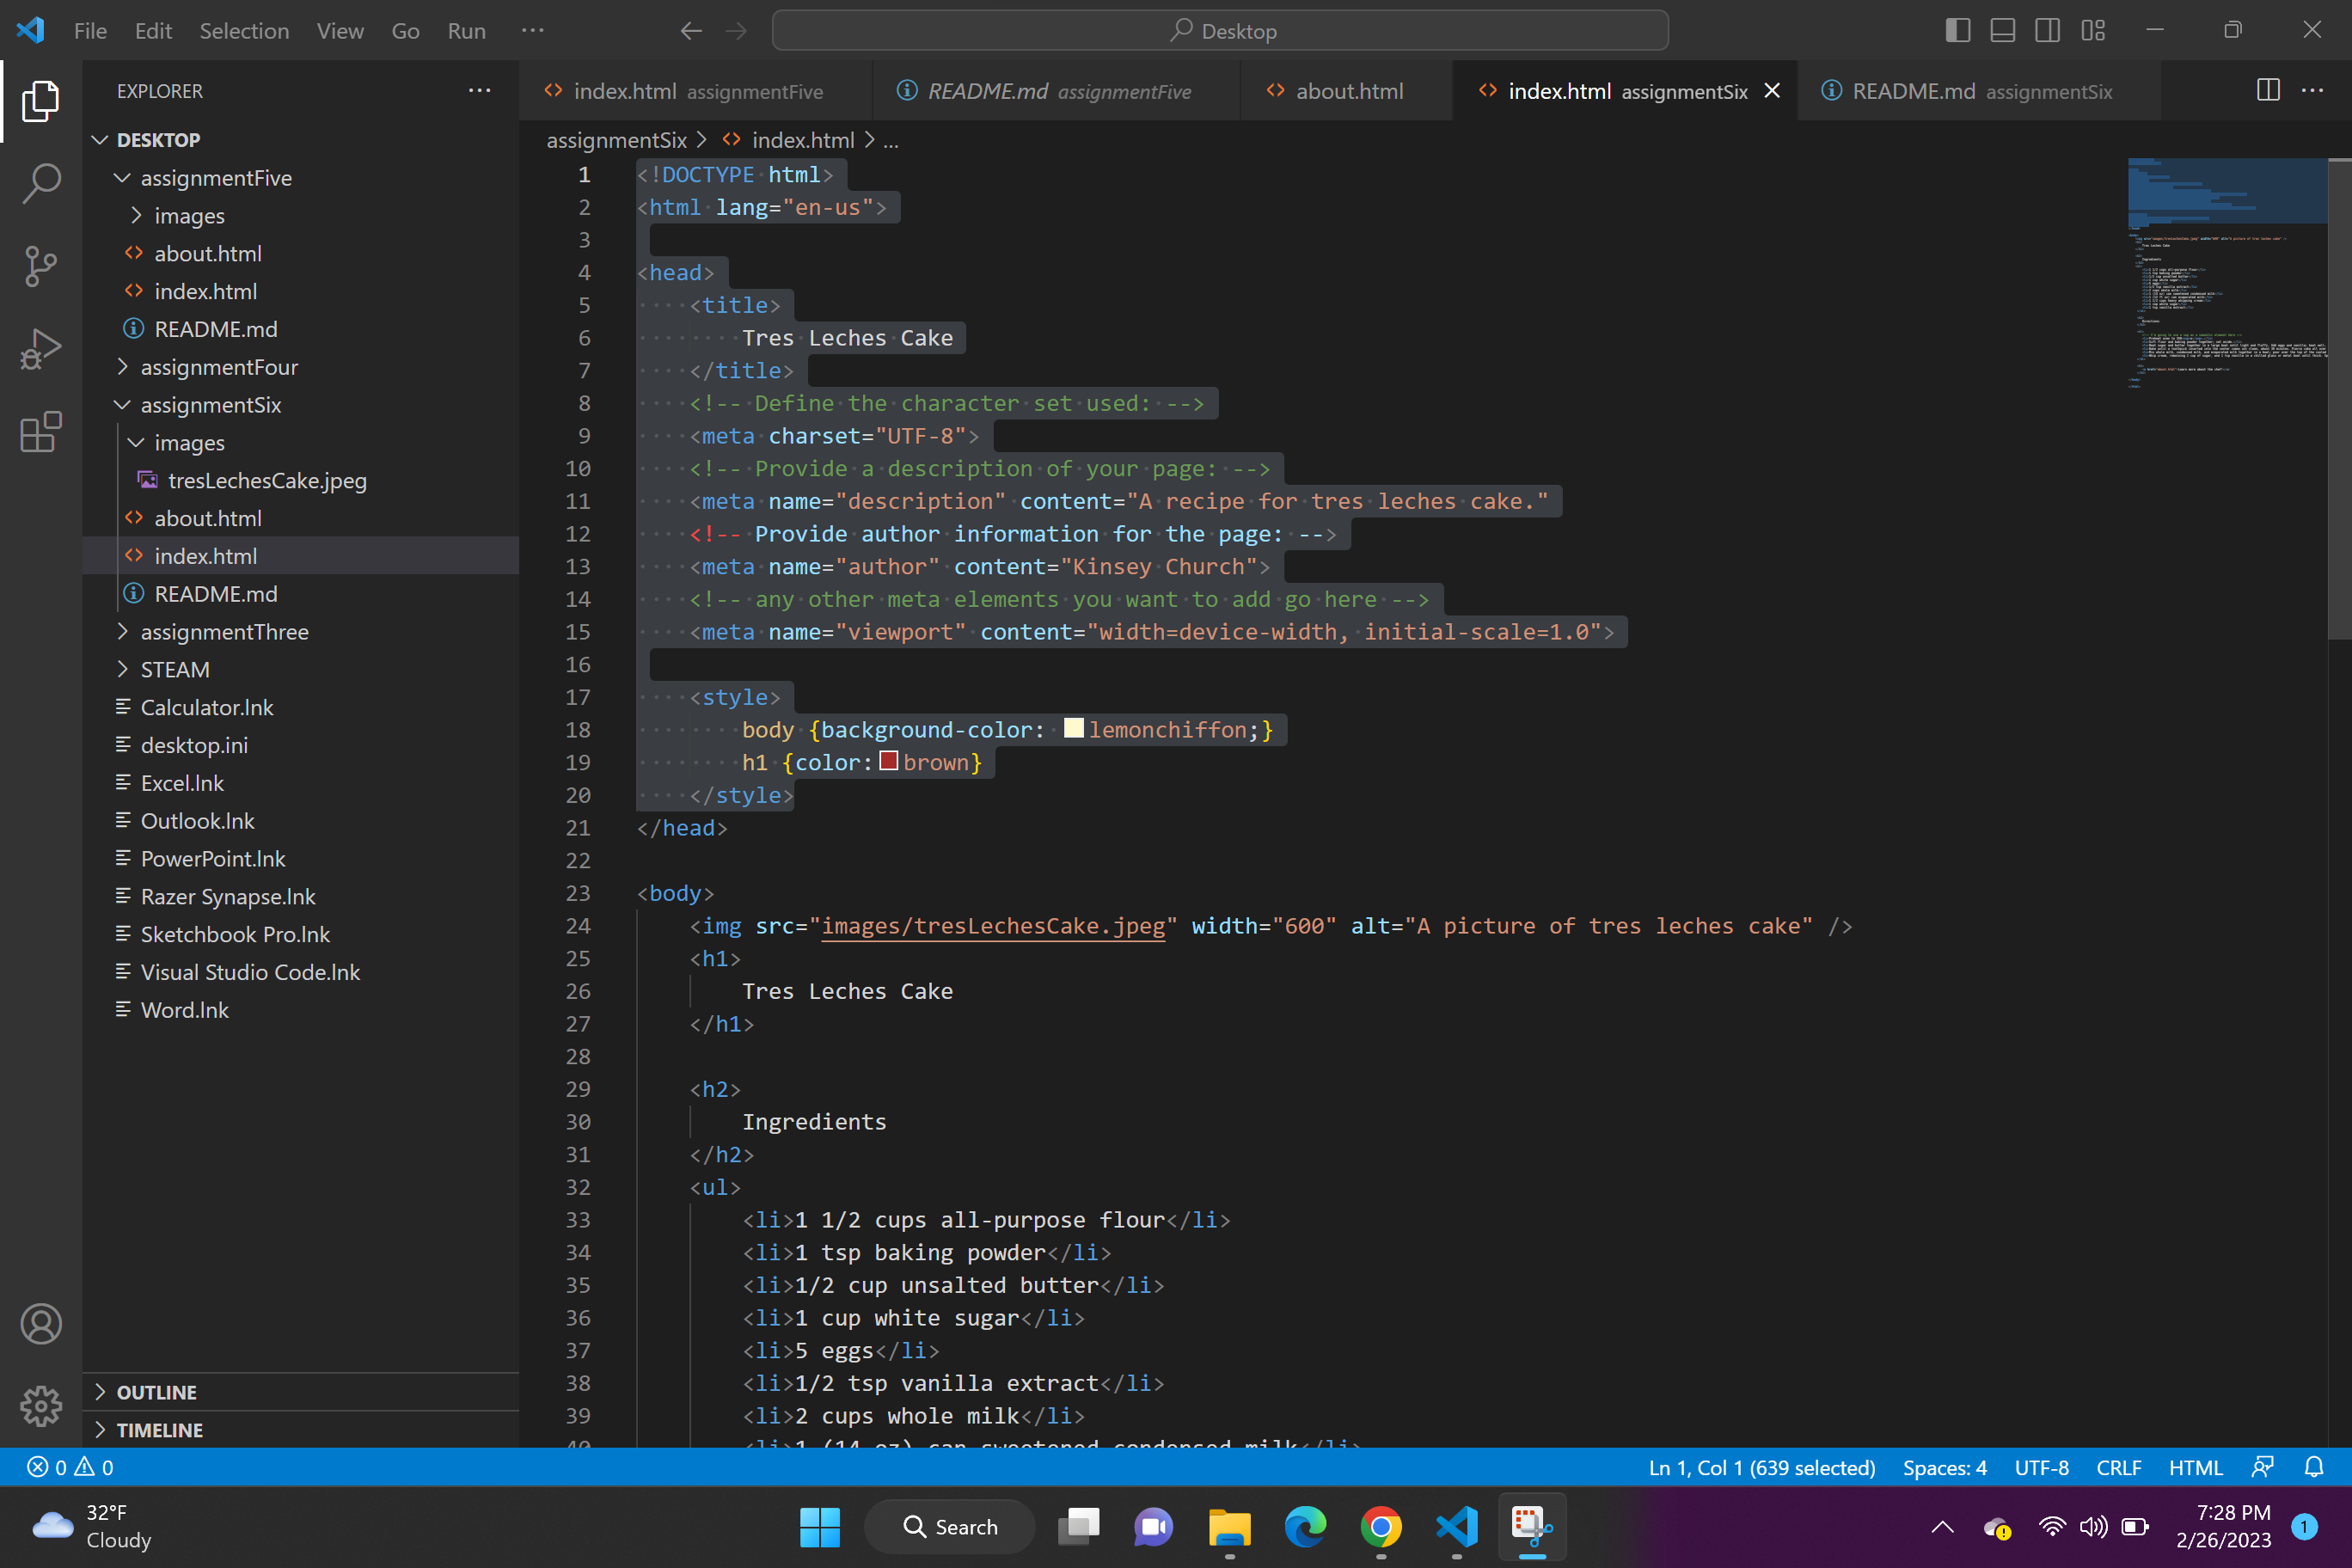 File Edit Selection View Go Run ···
Desktop
EXPLORER
index.html assignmentFive
README.md assignmentFive
about.html
index.html assignmentSix
README.md assignmentSix
DESKTOP
assignmentFive
images
about.html
index.html
README.md
assignmentFour
assignmentSix
images
tresLechesCake.jpeg
about.html
index.html
README.md
assignmentThree
STEAM
Calculator.lnk
desktop.ini
Excel.lnk
Outlook.lnk
PowerPoint.lnk
Razer Synapse.lnk
Sketchbook Pro.lnk
Visual Studio Code.lnk
Word.lnk
OUTLINE
TIMELINE
assignmentSix > index.html > ...
1 <!DOCTYPE html>
2 <html lang="en-us">
3
4 <head>
5 <title>
6 Tres Leches Cake
7 </title>
8 <!-- Define the character set used: -->
9 <meta charset="UTF-8">
10 <!-- Provide a description of your page: -->
11 <meta name="description" content="A recipe for tres leches cake."
12 <!-- Provide author information for the page: -->
13 <meta name="author" content="Kinsey Church">
14 <!-- any other meta elements you want to add go here -->
15 <meta name="viewport" content="width=device-width, initial-scale=1.0">
16
17 <style>
18 body {background-color: lemonchiffon;}
19 h1 {color: brown}
20 </style>
21 </head>
22
23 <body>
24 <img src="images/tresLechesCake.jpeg" width="600" alt="A picture of tres leches cake" />
25 <h1>
26 Tres Leches Cake
27 </h1>
28
29 <h2>
30 Ingredients
31 </h2>
32 <ul>
33 <li>1 1/2 cups all-purpose flour</li>
34 <li>1 tsp baking powder</li>
35 <li>1/2 cup unsalted butter</li>
36 <li>1 cup white sugar</li>
37 <li>5 eggs</li>
38 <li>1/2 tsp vanilla extract</li>
39 <li>2 cups whole milk</li>
40 <li>1 (14 oz) can sweetened condensed milk</li>
0 0
Ln 1, Col 1 (639 selected) Spaces: 4 UTF-8 CRLF HTML
32°F
Cloudy
Search
7:28 PM
2/26/2023
1